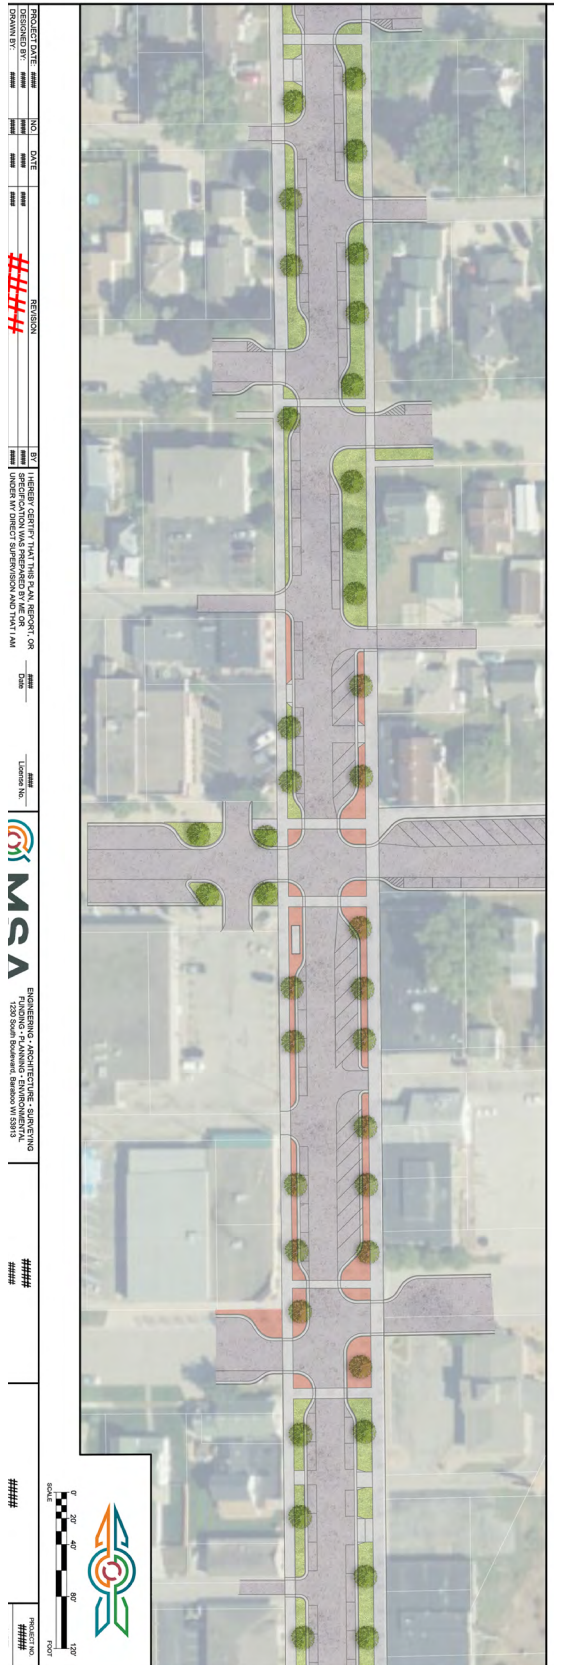 PROJECT DATE: ####
DESIGNED BY: ####
DRAWN BY: ####
NO. DATE REVISION BY
#### #### #### ####
#### #### #### ####
####
I HEREBY CERTIFY THAT THIS PLAN, REPORT, OR
SPECIFICATION WAS PREPARED BY ME OR
UNDER MY DIRECT SUPERVISION AND THAT I AM
####
Date
####
License No.
MSA
ENGINEERING - ARCHITECTURE - SURVEYING
FUNDING - PLANNING - ENVIRONMENTAL
1230 South Boulevard, Baraboo WI 53913
####
####
####
PROJECT NO.
####
0' 20' 40' 80' 120'
SCALE FOOT